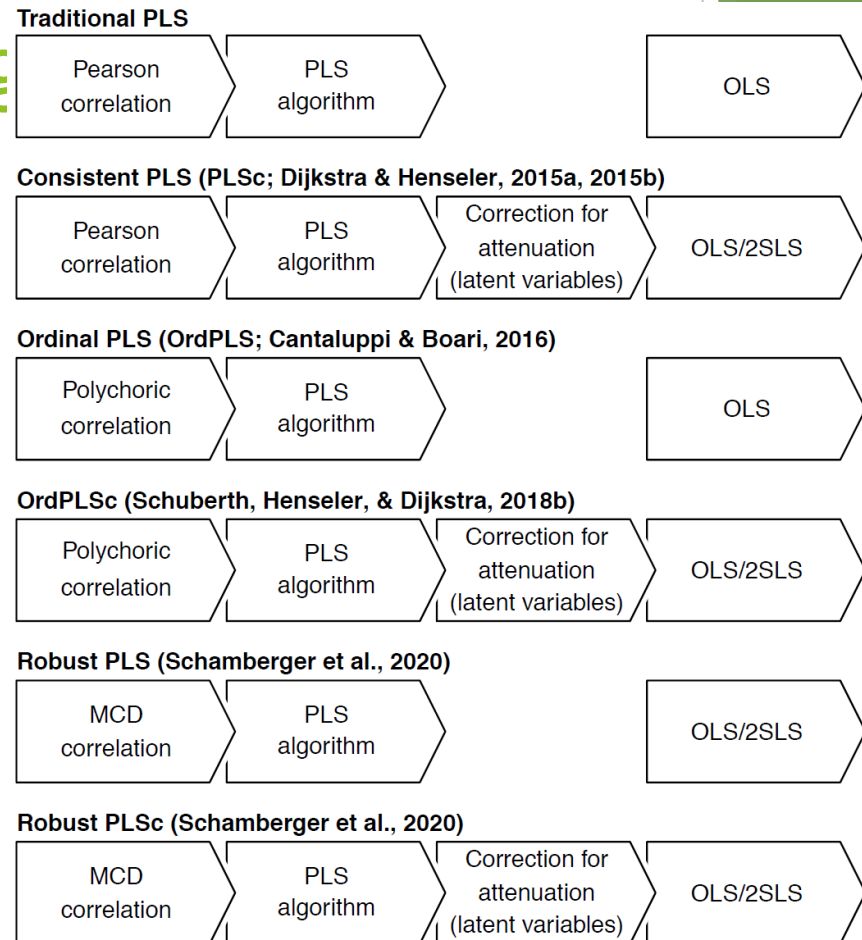 Traditional PLS
Pearson
correlation
PLS
algorithm
OLS
Consistent PLS (PLSc; Dijkstra & Henseler, 2015a, 2015b)
Pearson
correlation
PLS
algorithm
Correction for
attenuation
(latent variables)
OLS/2SLS
Ordinal PLS (OrdPLS; Cantaluppi & Boari, 2016)
Polychoric
correlation
PLS
algorithm
OLS
OrdPLSc (Schuberth, Henseler, & Dijkstra, 2018b)
Polychoric
correlation
PLS
algorithm
Correction for
attenuation
(latent variables)
OLS/2SLS
Robust PLS (Schamberger et al., 2020)
MCD
correlation
PLS
algorithm
OLS/2SLS
Robust PLSc (Schamberger et al., 2020)
MCD
correlation
PLS
algorithm
Correction for
attenuation
(latent variables)
OLS/2SLS